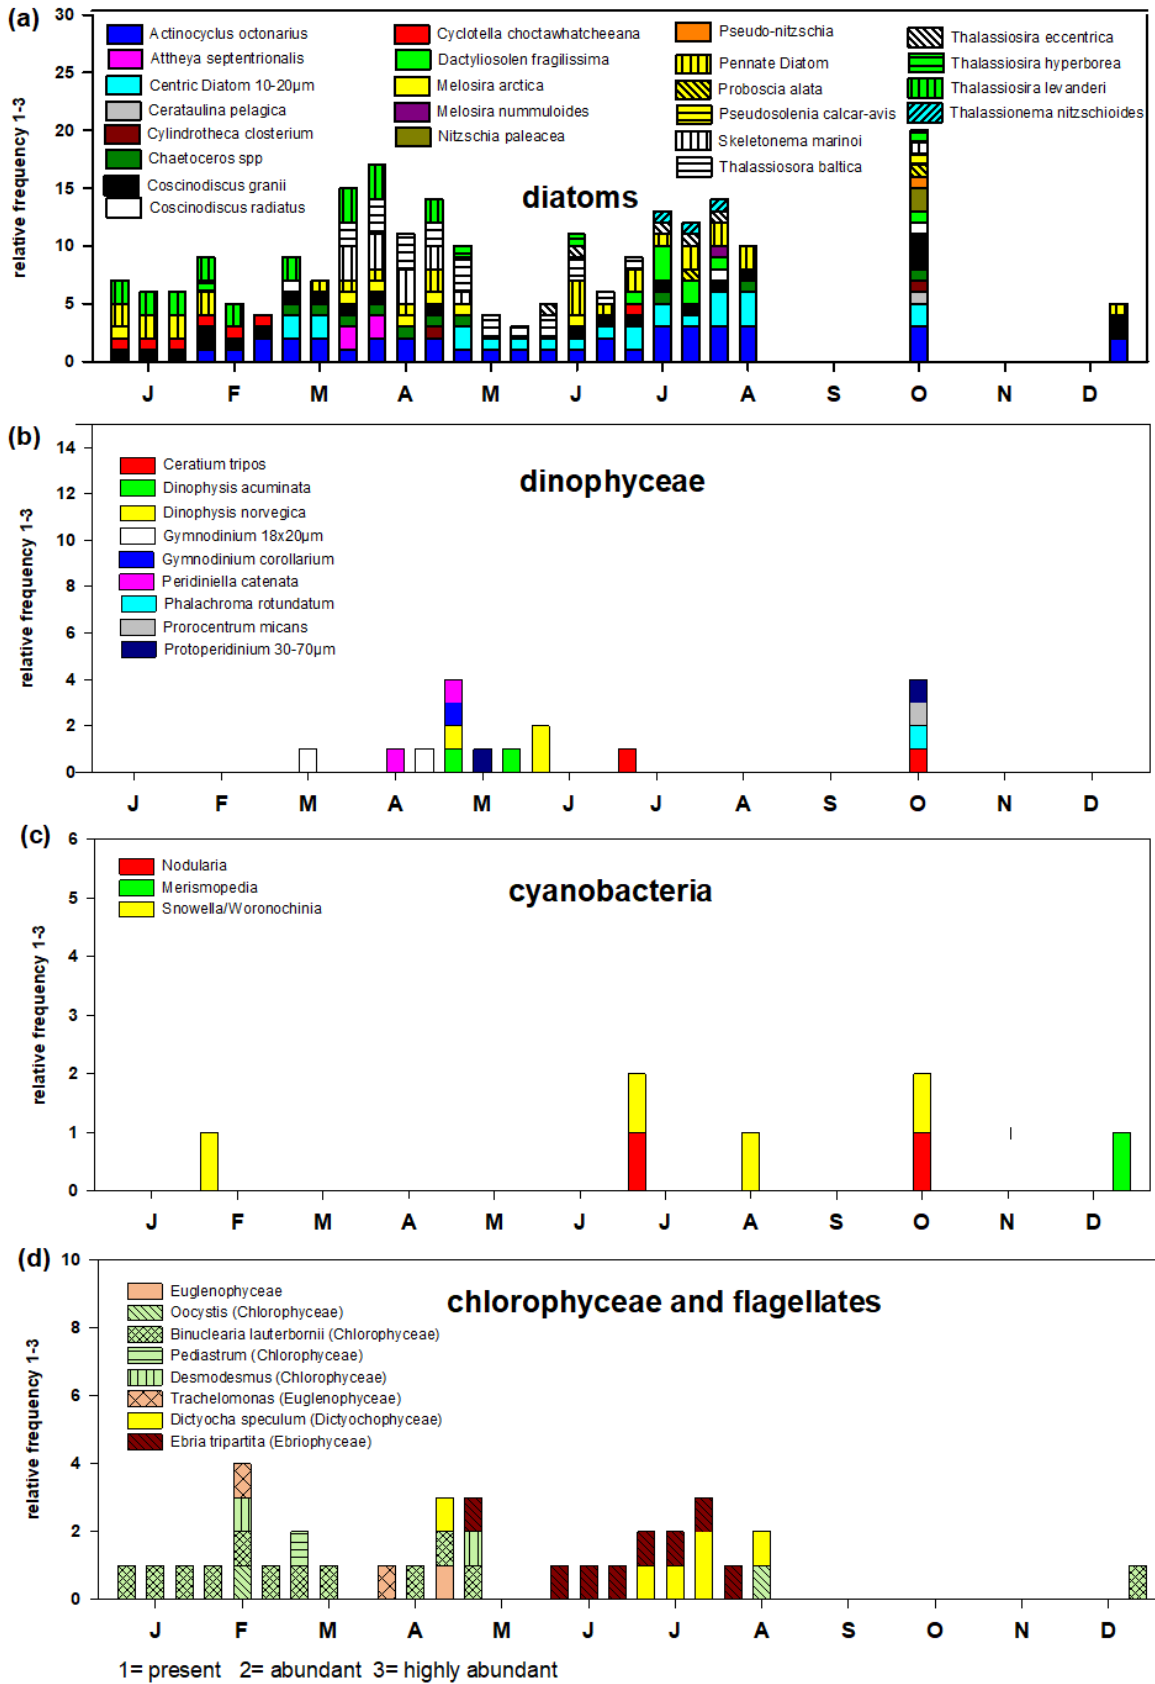 (a)
30
25
20
15
10
5
0
relative frequency 1-3
Actinocyclus octonarius
Attheya septentrionalis
Centric Diatom 10-20µm
Cerataulina pelagica
Cylindrotheca closterium
Chaetoceros spp
Coscinodiscus granii
Coscinodiscus radiatus
Cyclotella choctawhatcheeana
Dactyliosolen fragilissima
Melosira arctica
Melosira nummuloides
Nitzschia paleacea
Pseudo-nitzschia
Pennate Diatom
Proboscia alata
Pseudosolenia calcar-avis
Skeletonema marinoi
Thalassiosora baltica
Thalassiosira eccentrica
Thalassiosira hyperborea
Thalassiosira levanderi
Thalassionema nitzschioides
diatoms
J F M A M J J A S O N D
(b)
14
12
10
8
6
4
2
0
relative frequency 1-3
Ceratium tripos
Dinophysis acuminata
Dinophysis norvegica
Gymnodinium 18x20µm
Gymnodinium corollarium
Peridiniella catenata
Phalachroma rotundatum
Prorocentrum micans
Protoperidinium 30-70µm
dinophyceae
J F M A M J J A S O N D
(c)
6
5
4
3
2
1
0
relative frequency 1-3
Nodularia
Merismopedia
Snowella/Woronochinia
cyanobacteria
J F M A M J J A S O N D
(d)
10
8
6
4
2
0
relative frequency 1-3
Euglenophyceae
Oocystis (Chlorophyceae)
Binuclearia lauterbornii (Chlorophyceae)
Pediastrum (Chlorophyceae)
Desmodesmus (Chlorophyceae)
Trachelomonas (Euglenophyceae)
Dictyocha speculum (Dictyochophyceae)
Ebria tripartita (Ebriophyceae)
chlorophyceae and flagellates
J F M A M J J A S O N D
1= present 2= abundant 3= highly abundant